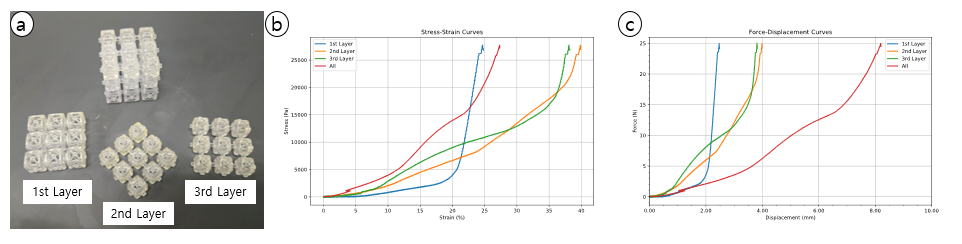 a
1st Layer
2nd Layer
3rd Layer
b
Stress-Strain Curves
1st Layer
2nd Layer
3rd Layer
All
25000
20000
15000
10000
5000
0
Stress (Pa)
0 5 10 15 20 25 30 35 40
Strain (%)
c
Force-Displacement Curves
1st Layer
2nd Layer
3rd Layer
All
25
20
15
10
5
0
Force (N)
0.00 2.00 4.00 6.00 8.00 10.00
Displacement (mm)